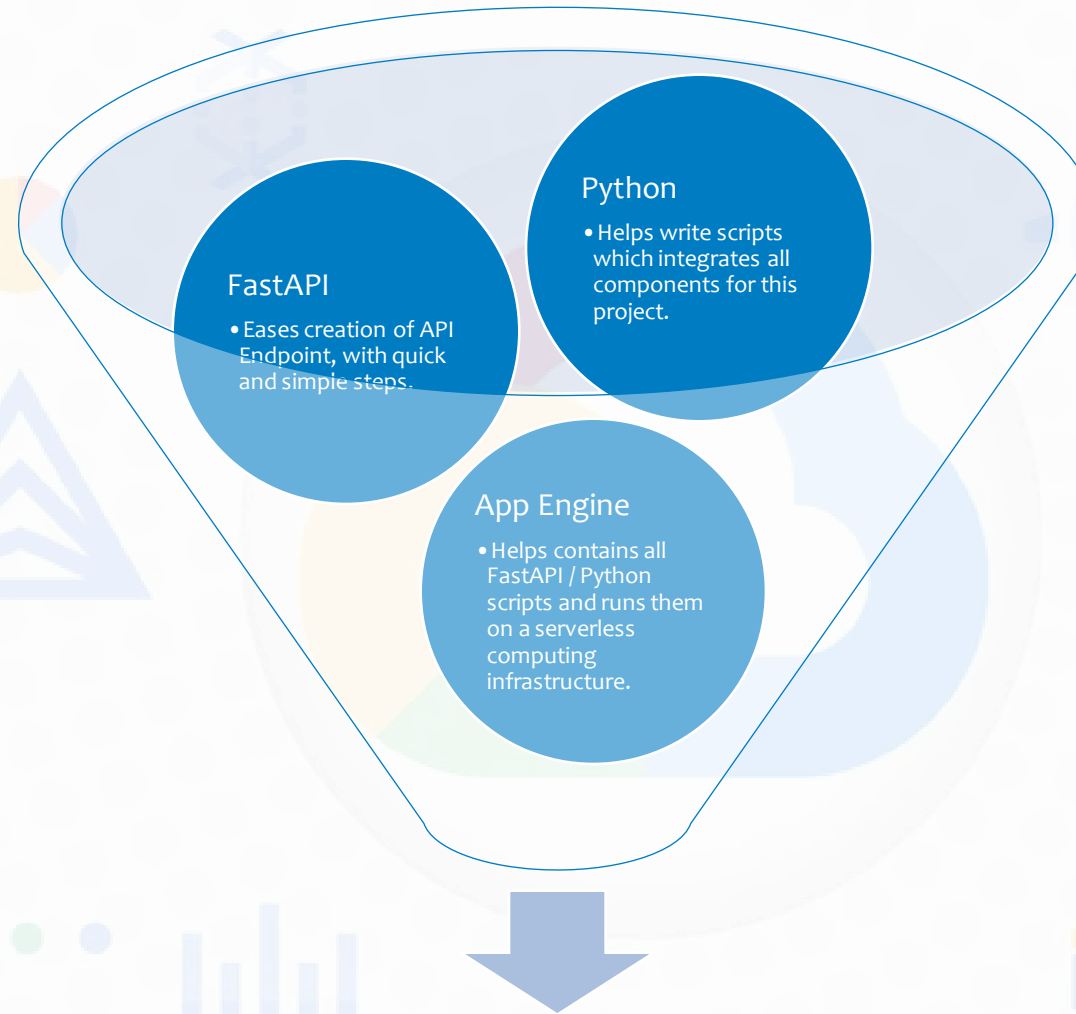 Python
•Helps write scripts
which integrates all
components for this
project.
FastAPI
•Eases creation of API
Endpoint, with quick
and simple steps.
App Engine
•Helps contains all
FastAPI / Python
scripts and runs them
on a serverless
computing
infrastructure.